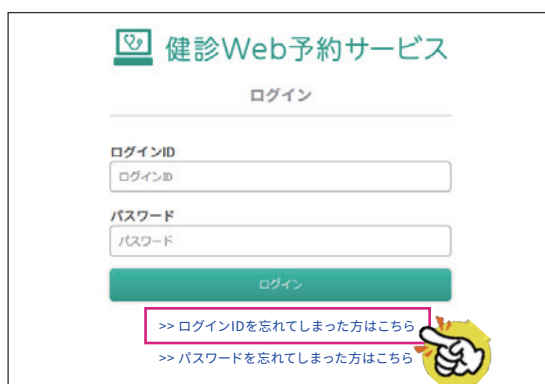 健診Web予約サービス
ログイン
ログインID
ログインID
パスワード
パスワード
ログイン
>> ログインIDを忘れてしまった方はこちら
>> パスワードを忘れてしまった方はこちら